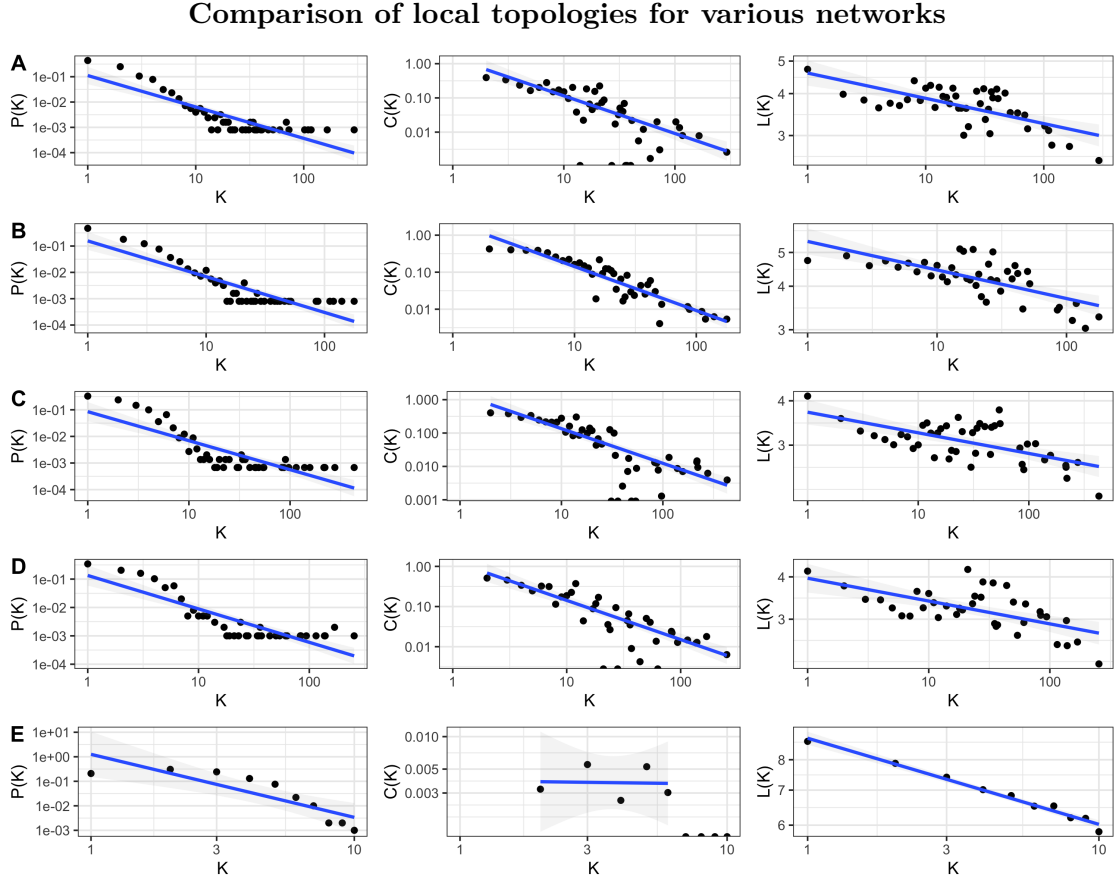 Comparison of local topologies for various networks
A
P(K)
1e-01
1e-02
1e-03
1e-04
1 10 100
K
C(K)
1.00
0.10
0.01
1 10 100
K
L(K)
5
4
3
1 10 100
K
B
P(K)
1e-01
1e-02
1e-03
1e-04
1 10 100
K
C(K)
1.00
0.10
0.01
1 10 100
K
L(K)
5
4
3
1 10 100
K
C
P(K)
1e-01
1e-02
1e-03
1e-04
1 10 100
K
C(K)
1.000
0.100
0.010
0.001
1 10 100
K
L(K)
4
3
1 10 100
K
D
P(K)
1e-01
1e-02
1e-03
1e-04
1 10 100
K
C(K)
1.00
0.10
0.01
1 10 100
K
L(K)
4
3
1 10 100
K
E
P(K)
1e+01
1e+00
1e-01
1e-02
1e-03
1 3 10
K
C(K)
0.010
0.005
0.003
1 3 10
K
L(K)
8
7
6
1 3 10
K